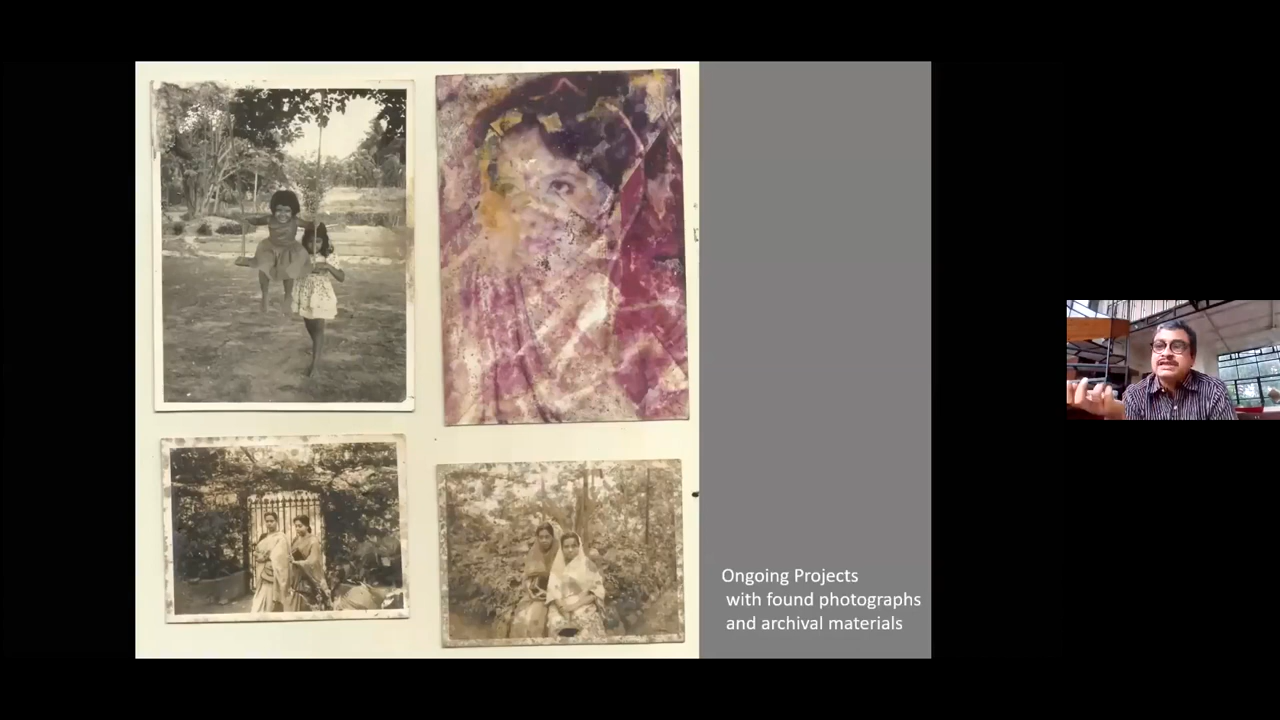 Ongoing Projects
with found photographs
and archival materials